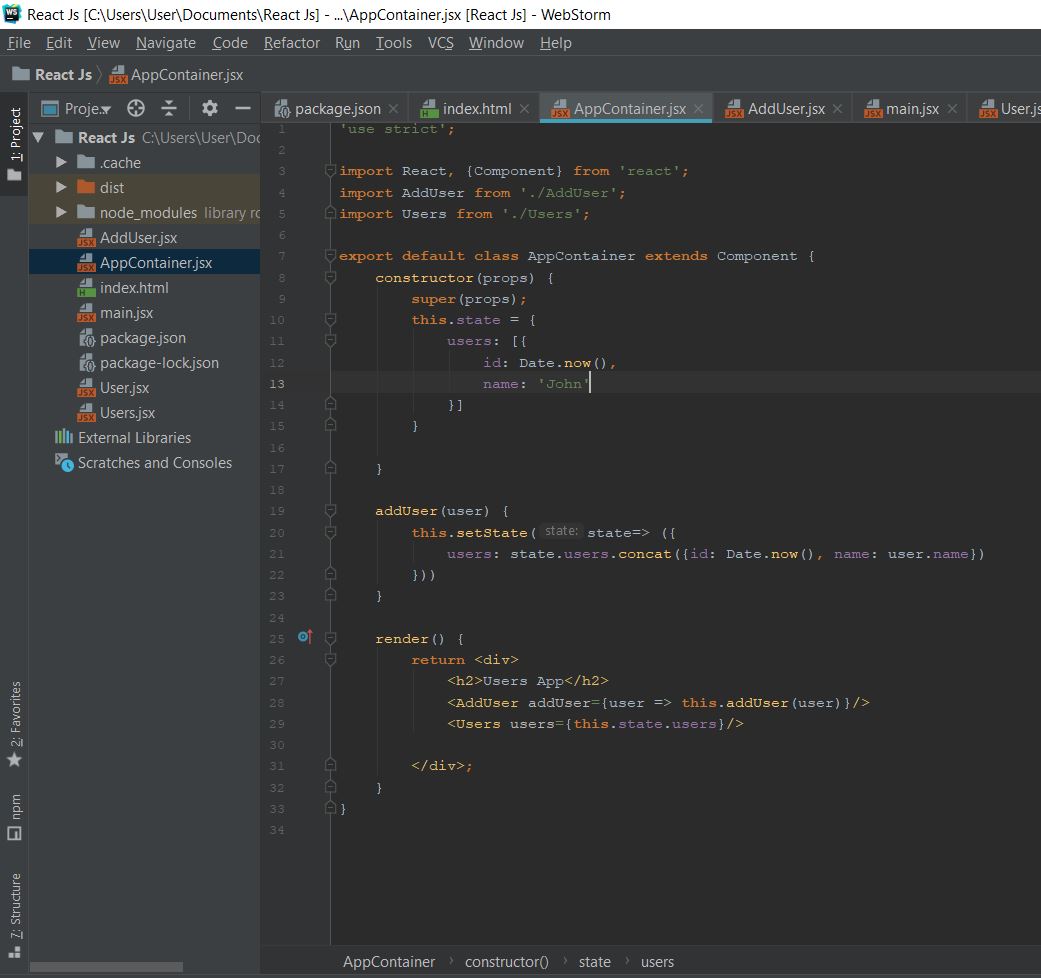 WS React Js [C:\Users\User\Documents\React Js] - ...\AppContainer.jsx [React Js] - WebStorm
File Edit View Navigate Code Refactor Run Tools VCS Window Help
React Js AppContainer.jsx
Proje package.json index.html AppContainer.jsx AddUser.jsx main.jsx User.js
1: Project
React Js C:\Users\User\Doc
.cache
dist
node_modules library ro
AddUser.jsx
AppContainer.jsx
index.html
main.jsx
package.json
package-lock.json
User.jsx
Users.jsx
External Libraries
Scratches and Consoles
2: Favorites
npm
7: Structure
1 'use strict';
2
3 import React, {Component} from 'react';
4 import AddUser from './AddUser';
5 import Users from './Users';
6
7 export default class AppContainer extends Component {
8 constructor(props) {
9 super(props);
10 this.state = {
11 users: [{
12 id: Date.now(),
13 name: 'John'
14 }]
15 }
16
17 }
18
19 addUser(user) {
20 this.setState( state: state=> ({
21 users: state.users.concat({id: Date.now(), name: user.name})
22 }))
23 }
24
25 render() {
26 return <div>
27 <h2>Users App</h2>
28 <AddUser addUser={user => this.addUser(user)}/>
29 <Users users={this.state.users}/>
30
31 </div>;
32 }
33 }
34
AppContainer constructor() state users